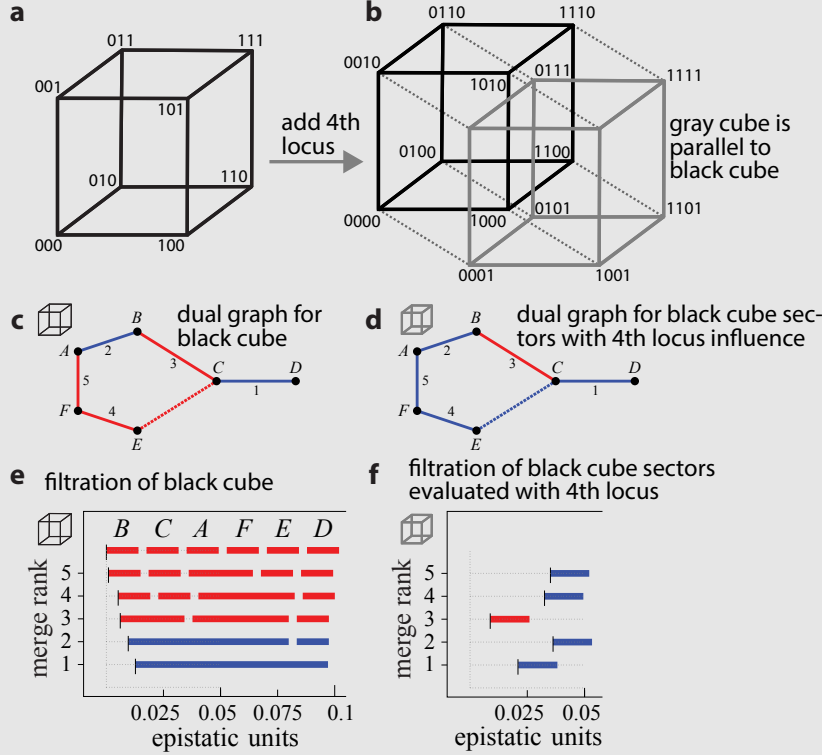 a
011
111
001
101
010
110
000
100
add 4th
locus
b
0110
1110
0010
1010
0111
1111
0100
1100
0101
1101
0000
1000
0001
1001
gray cube is
parallel to
black cube
c
dual graph for
black cube
A
B
C
D
E
F
2
3
1
5
4
d
dual graph for black cube sec-
tors with 4th locus influence
A
B
C
D
E
F
2
3
1
5
4
e
filtration of black cube
B C A F E D
merge rank
5
4
3
2
1
0.025 0.05 0.075 0.1
epistatic units
f
filtration of black cube sectors
evaluated with 4th locus
merge rank
5
4
3
2
1
0.025 0.05
epistatic units